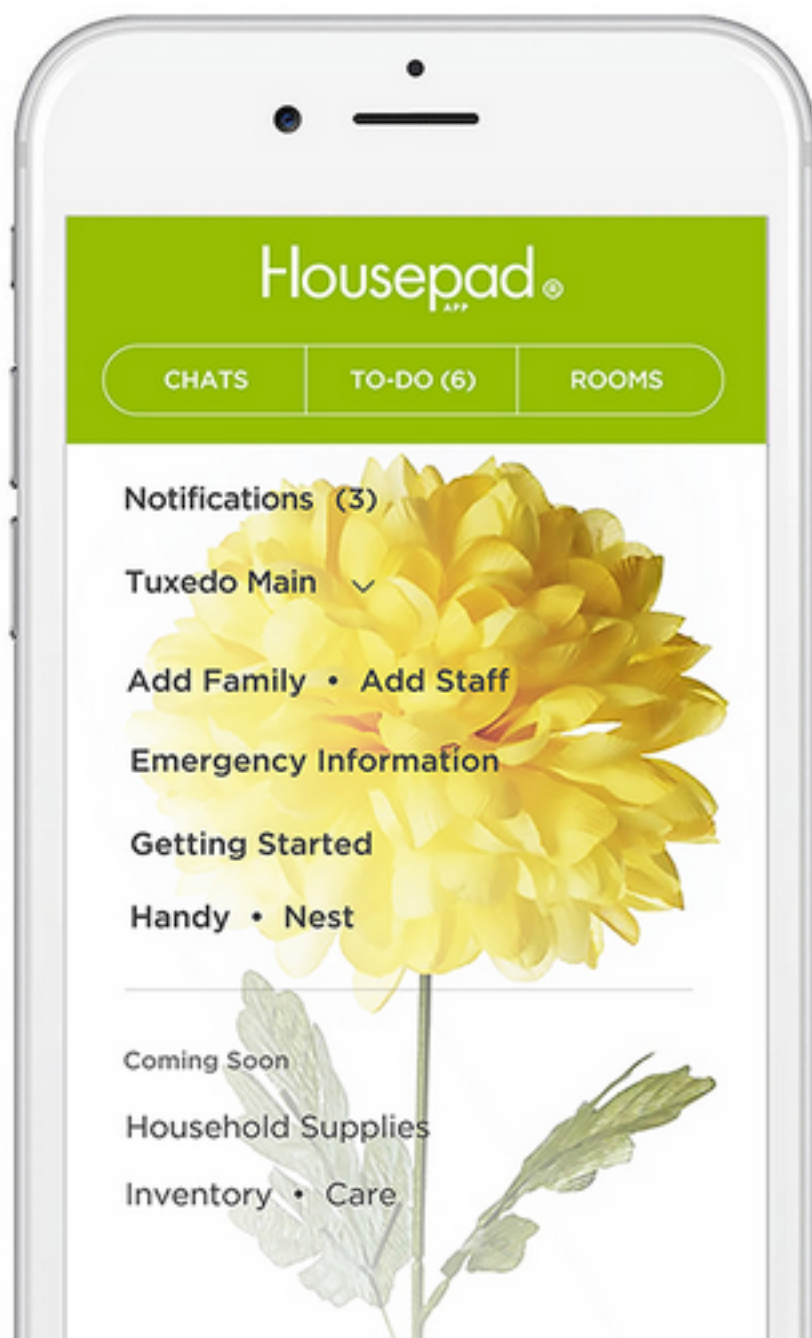 Housepad ®
APP
CHATS TO-DO (6) ROOMS
Notifications (3)
Tuxedo Main
Add Family • Add Staff
Emergency Information
Getting Started
Handy • Nest
Coming Soon
Household Supplies
Inventory • Care